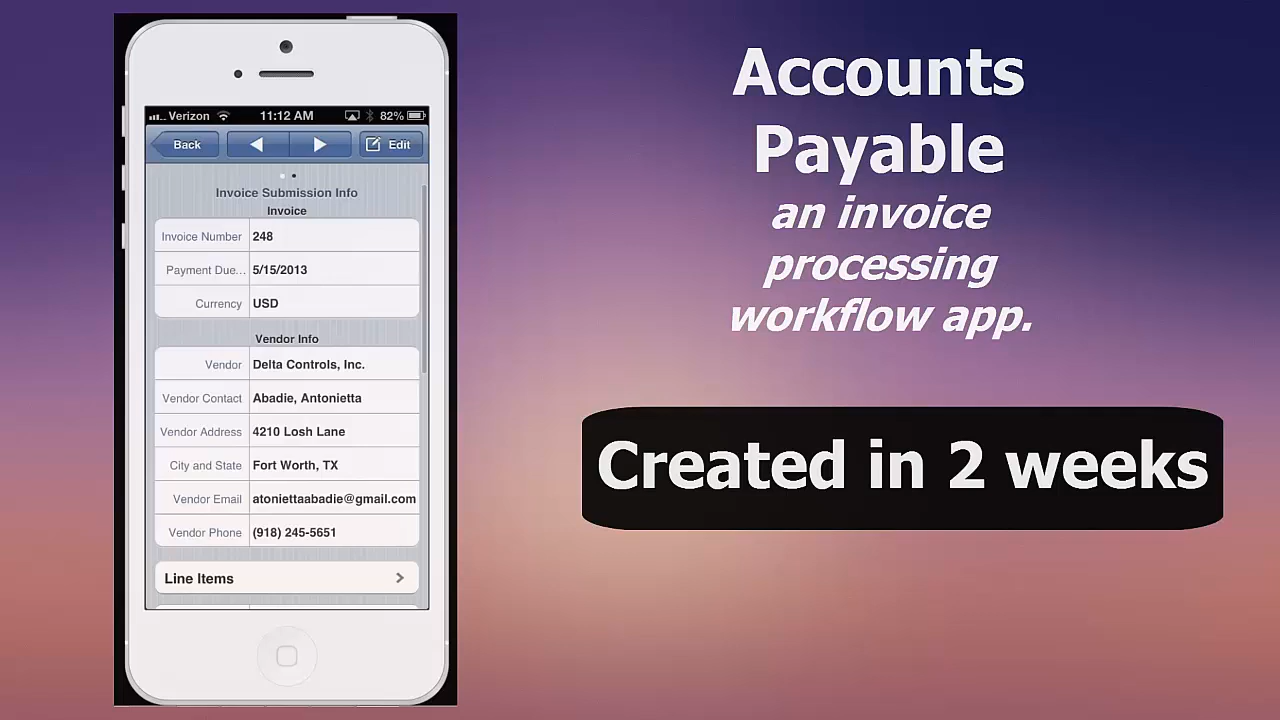 Verizon 11:12 AM 82%
Back Edit
Invoice Submission Info
Invoice
Invoice Number 248
Payment Due... 5/15/2013
Currency USD
Vendor Info
Vendor Delta Controls, Inc.
Vendor Contact Abadie, Antonietta
Vendor Address 4210 Losh Lane
City and State Fort Worth, TX
Vendor Email atoniettaabadie@gmail.com
Vendor Phone (918) 245-5651
Line Items
Accounts
Payable
an invoice
processing
workflow app.
Created in 2 weeks